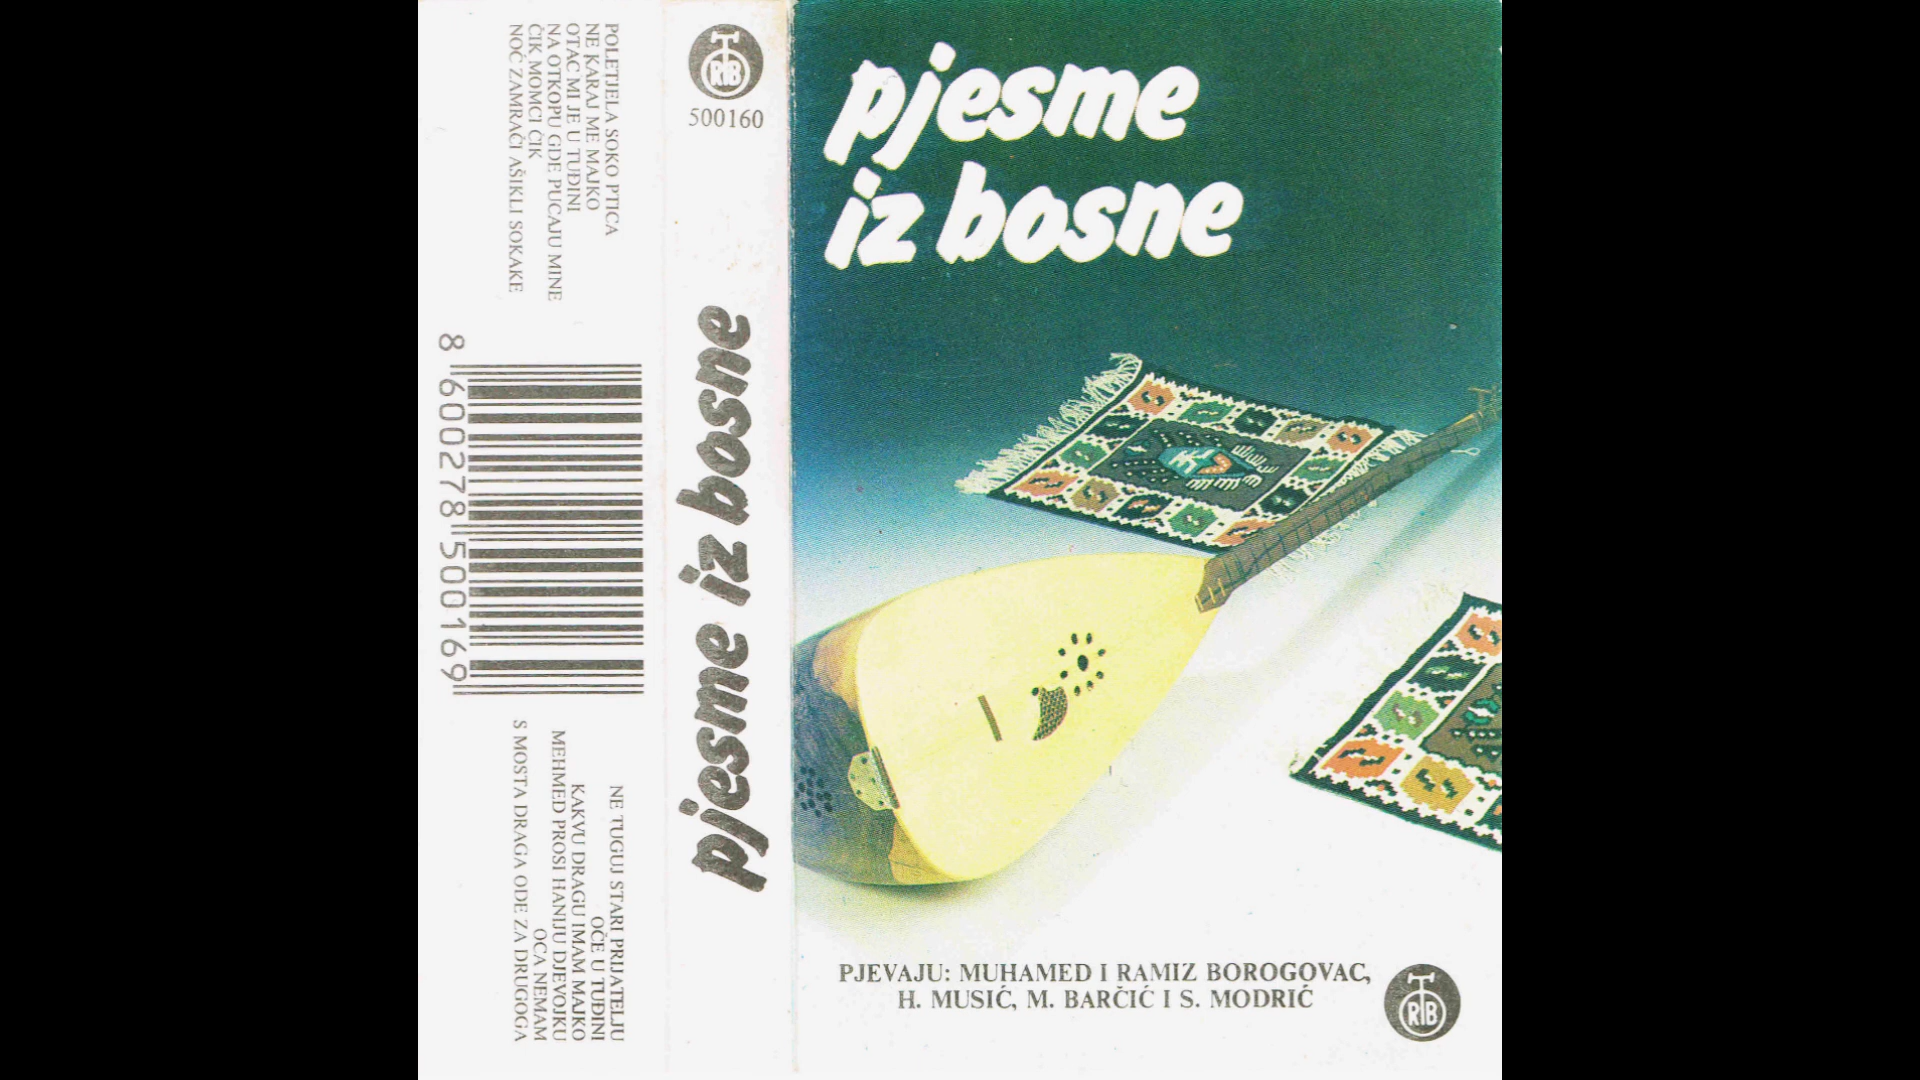 POLETJELA SOKO PTICA
NE KARAJ ME MAJKO
OTAC MI JE U TUĐINI
NA OTKOPU GDE PUCAJU MINE
ČIK MOMCI ČIK
NOĆ ZAMRAČI AŠIKLI SOKAKE
8 600278 500169
NE TUGUJ STARI PRIJATELJU
OČE U TUĐINI
KAKVU DRAGU IMAM MAJKO
MEHMED PROSI HANIJU DJEVOJKU
OCA NEMAM
S MOSTA DRAGA ODE ZA DRUGOGA
RTB
500160
pjesme iz bosne
pjesme
iz bosne
PJEVAJU: MUHAMED I RAMIZ BOROGOVAC,
H. MUSIĆ, M. BARČIĆ I S. MODRIĆ
RTB